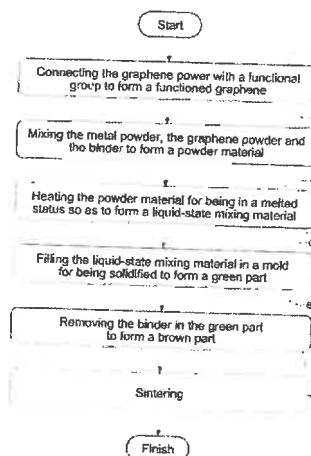 Start
Connecting the graphene power with a functional
group to form a functioned graphene
Mixing the metal powder, the graphene powder and
the binder to form a powder material
Heating the powder material for being in a melted
status so as to form a liquid-state mixing material
Filling the liquid-state mixing material in a mold
for being solidified to form a green part
Removing the binder in the green part
to form a brown part
Sintering
Finish